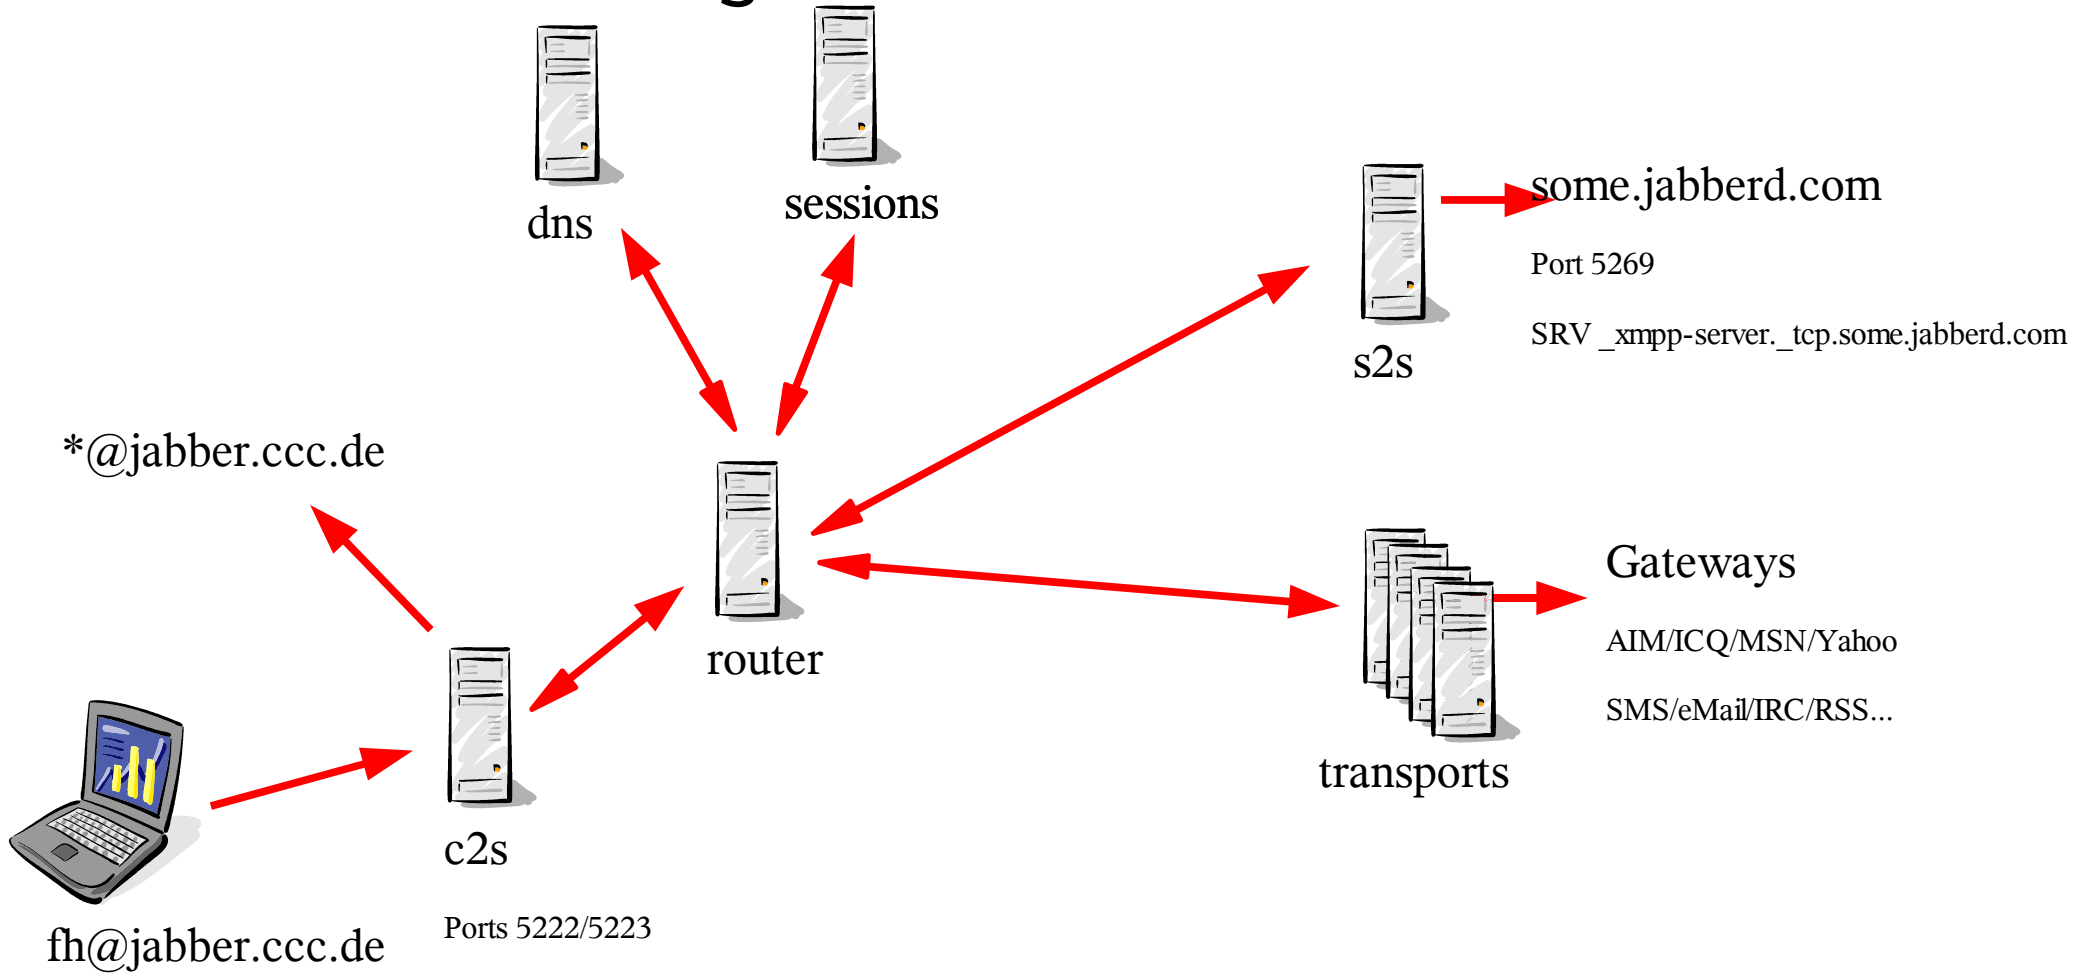 dns
sessions
some.jabberd.com
Port 5269
SRV _xmpp-server._tcp.some.jabberd.com
s2s
*@jabber.ccc.de
router
Gateways
AIM/ICQ/MSN/Yahoo
SMS/eMail/IRC/RSS...
transports
c2s
Ports 5222/5223
fh@jabber.ccc.de